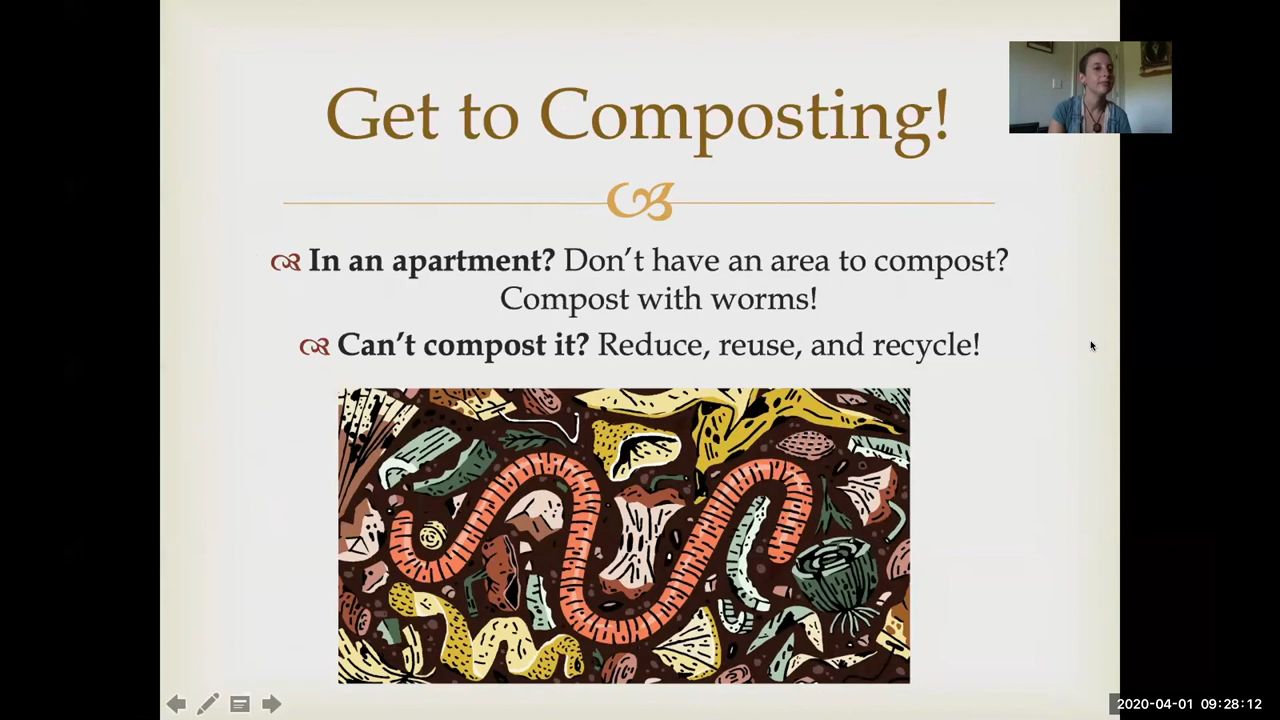 Get to Composting!
In an apartment? Don’t have an area to compost?
Compost with worms!
Can’t compost it? Reduce, reuse, and recycle!
2020-04-01 09:28:12